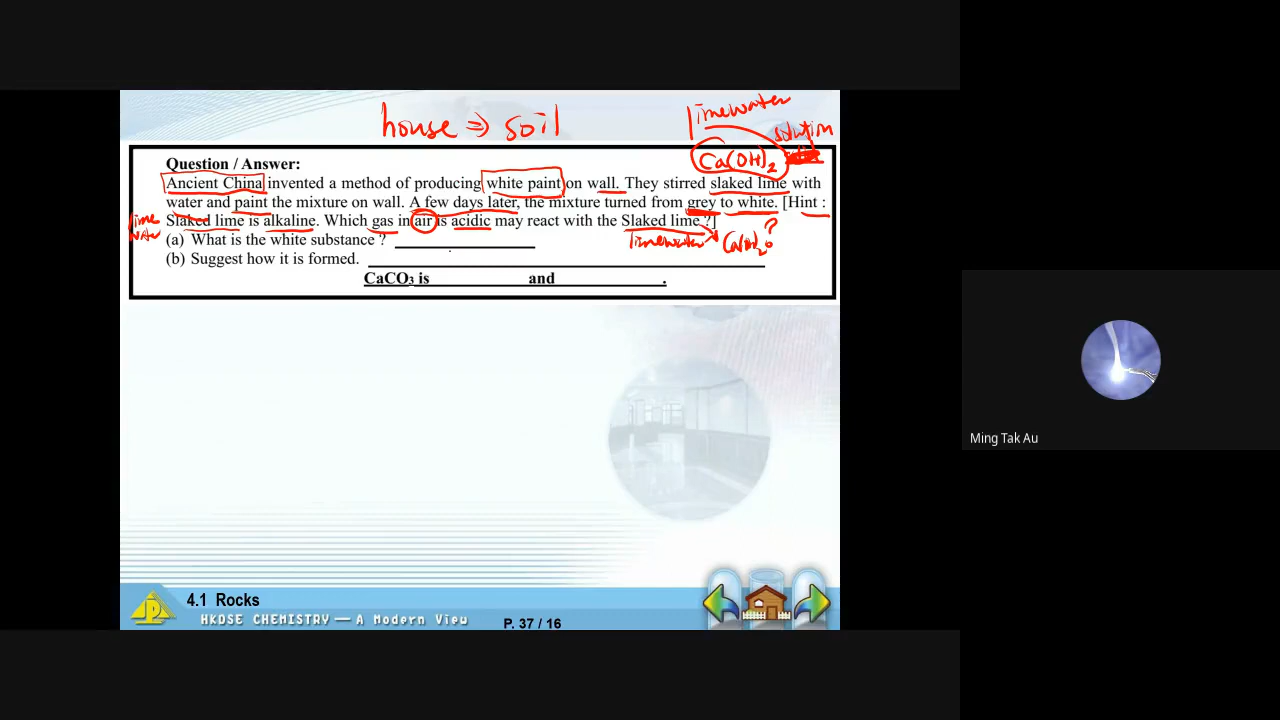 house ⇒ soil
limewater
solution
Ca(OH)2
Question / Answer:
Ancient China invented a method of producing white paint on wall. They stirred slaked lime with
water and paint the mixture on wall. A few days later, the mixture turned from grey to white. [Hint :
Slaked lime is alkaline. Which gas in air is acidic may react with the Slaked lime ?]
lime
water
(a) What is the white substance ?
limewater
Ca(OH)2
?
(b) Suggest how it is formed.
CaCO3 is and .
Ming Tak Au
4.1 Rocks
HKDSE CHEMISTRY — A Modern View
P. 37 / 16